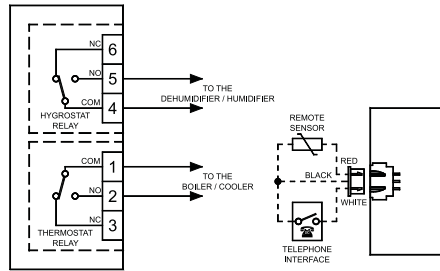 NC
6
NO
5
TO THE
DEHUMIDIFIER / HUMIDIFIER
COM
4
HYGROSTAT
RELAY
COM
1
TO THE
BOILER / COOLER
NO
2
NC
3
THERMOSTAT
RELAY
REMOTE
SENSOR
RED
BLACK
WHITE
TELEPHONE
INTERFACE